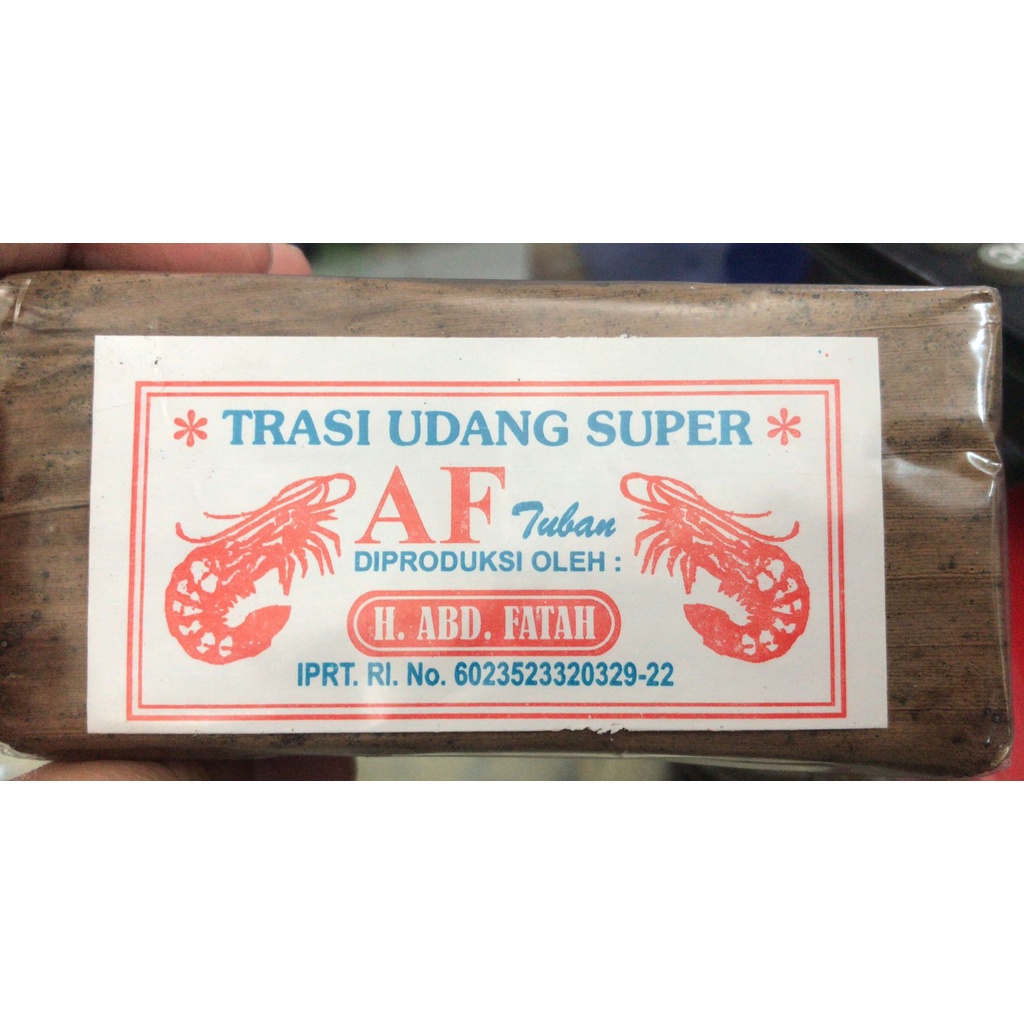 * TRASI UDANG SUPER *
AF Tuban
DIPRODUKSI OLEH :
H. ABD. FATAH
IPRT. RI. No. 6023523320329-22